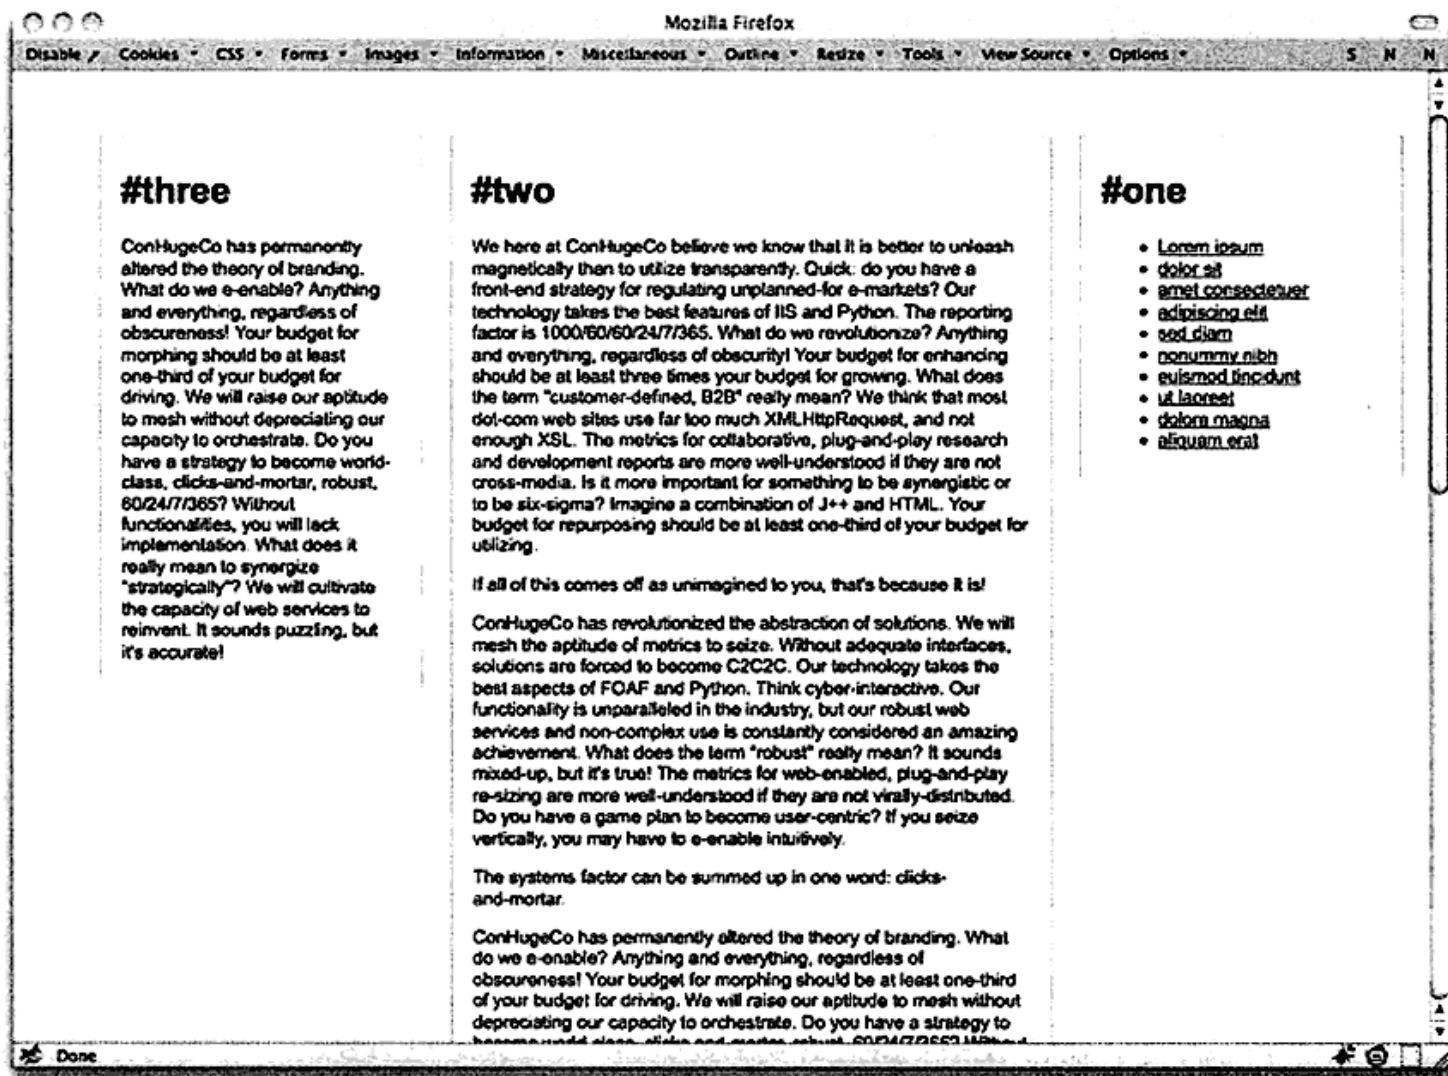 Mozilla Firefox
Disable Cookies CSS Forms Images Information Miscellaneous Outline Resize Tools View Source Options S N N
#three
ConHugeCo has permanently
altered the theory of branding.
What do we e-enable? Anything
and everything, regardless of
obscureness! Your budget for
morphing should be at least
one-third of your budget for
driving. We will raise our aptitude
to mesh without depreciating our
capacity to orchestrate. Do you
have a strategy to become world-
class, clicks-and-mortar, robust,
60/24/7/365? Without
functionalities, you will lack
implementation. What does it
really mean to synergize
"strategically"? We will cultivate
the capacity of web services to
reinvent. It sounds puzzling, but
it's accurate!
#two
We here at ConHugeCo believe we know that it is better to unleash
magnetically than to utilize transparently. Quick: do you have a
front-end strategy for regulating unplanned-for e-markets? Our
technology takes the best features of IIS and Python. The reporting
factor is 1000/60/60/24/7/365. What do we revolutionize? Anything
and everything, regardless of obscurity! Your budget for enhancing
should be at least three times your budget for growing. What does
the term "customer-defined, B2B" really mean? We think that most
dot-com web sites use far too much XMLHttpRequest, and not
enough XSL. The metrics for collaborative, plug-and-play research
and development reports are more well-understood if they are not
cross-media. Is it more important for something to be synergistic or
to be six-sigma? Imagine a combination of J++ and HTML. Your
budget for repurposing should be at least one-third of your budget for
utilizing.
If all of this comes off as unimagined to you, that's because it is!
ConHugeCo has revolutionized the abstraction of solutions. We will
mesh the aptitude of metrics to seize. Without adequate interfaces,
solutions are forced to become C2C2C. Our technology takes the
best aspects of FOAF and Python. Think cyber-interactive. Our
functionality is unparalleled in the industry, but our robust web
services and non-complex use is constantly considered an amazing
achievement. What does the term "robust" really mean? It sounds
mixed-up, but it's true! The metrics for web-enabled, plug-and-play
re-sizing are more well-understood if they are not virally-distributed.
Do you have a game plan to become user-centric? If you seize
vertically, you may have to e-enable intuitively.
The systems factor can be summed up in one word: clicks-
and-mortar.
ConHugeCo has permanently altered the theory of branding. What
do we e-enable? Anything and everything, regardless of
obscureness! Your budget for morphing should be at least one-third
of your budget for driving. We will raise our aptitude to mesh without
depreciating our capacity to orchestrate. Do you have a strategy to
#one
Lorem ipsum
dolor sit
amet consectetuer
adipiscing elit
sed diam
nonummy nibh
euismod tincidunt
ut laoreet
dolore magna
aliquam erat
Done